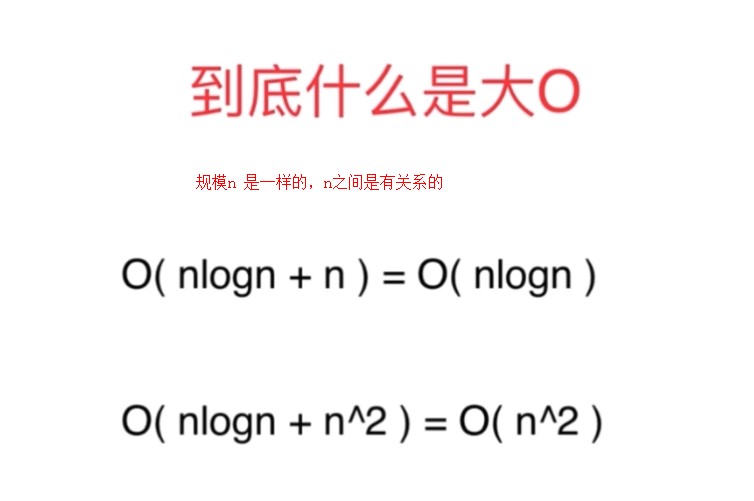 到底什么是大O
规模n 是一样的，n之间是有关系的
O( nlogn + n ) = O( nlogn )
O( nlogn + n^2 ) = O( n^2 )